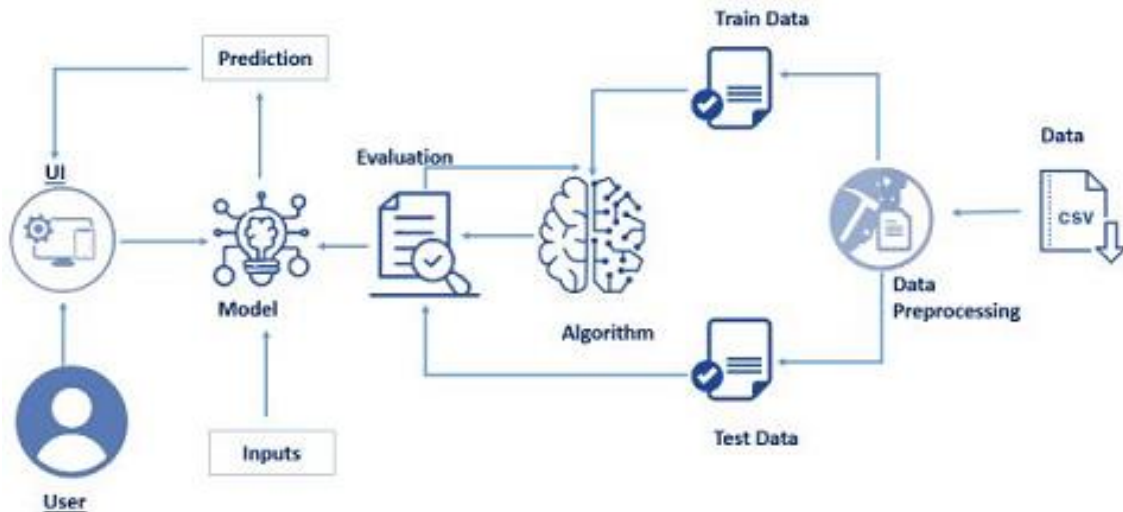 Train Data
Prediction
Data
Evaluation
UI
CSV
Data
Preprocessing
Model
Algorithm
Test Data
Inputs
User